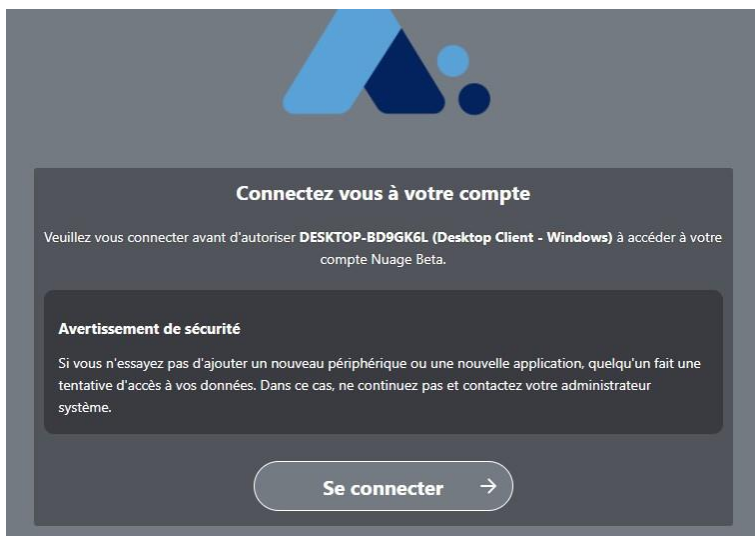 Connectez vous à votre compte
Veuillez vous connecter avant d'autoriser DESKTOP-BD9GK6L (Desktop Client - Windows) à accéder à votre
compte Nuage Beta.
Avertissement de sécurité
Si vous n'essayez pas d'ajouter un nouveau périphérique ou une nouvelle application, quelqu'un fait une
tentative d'accès à vos données. Dans ce cas, ne continuez pas et contactez votre administrateur
système.
Se connecter →